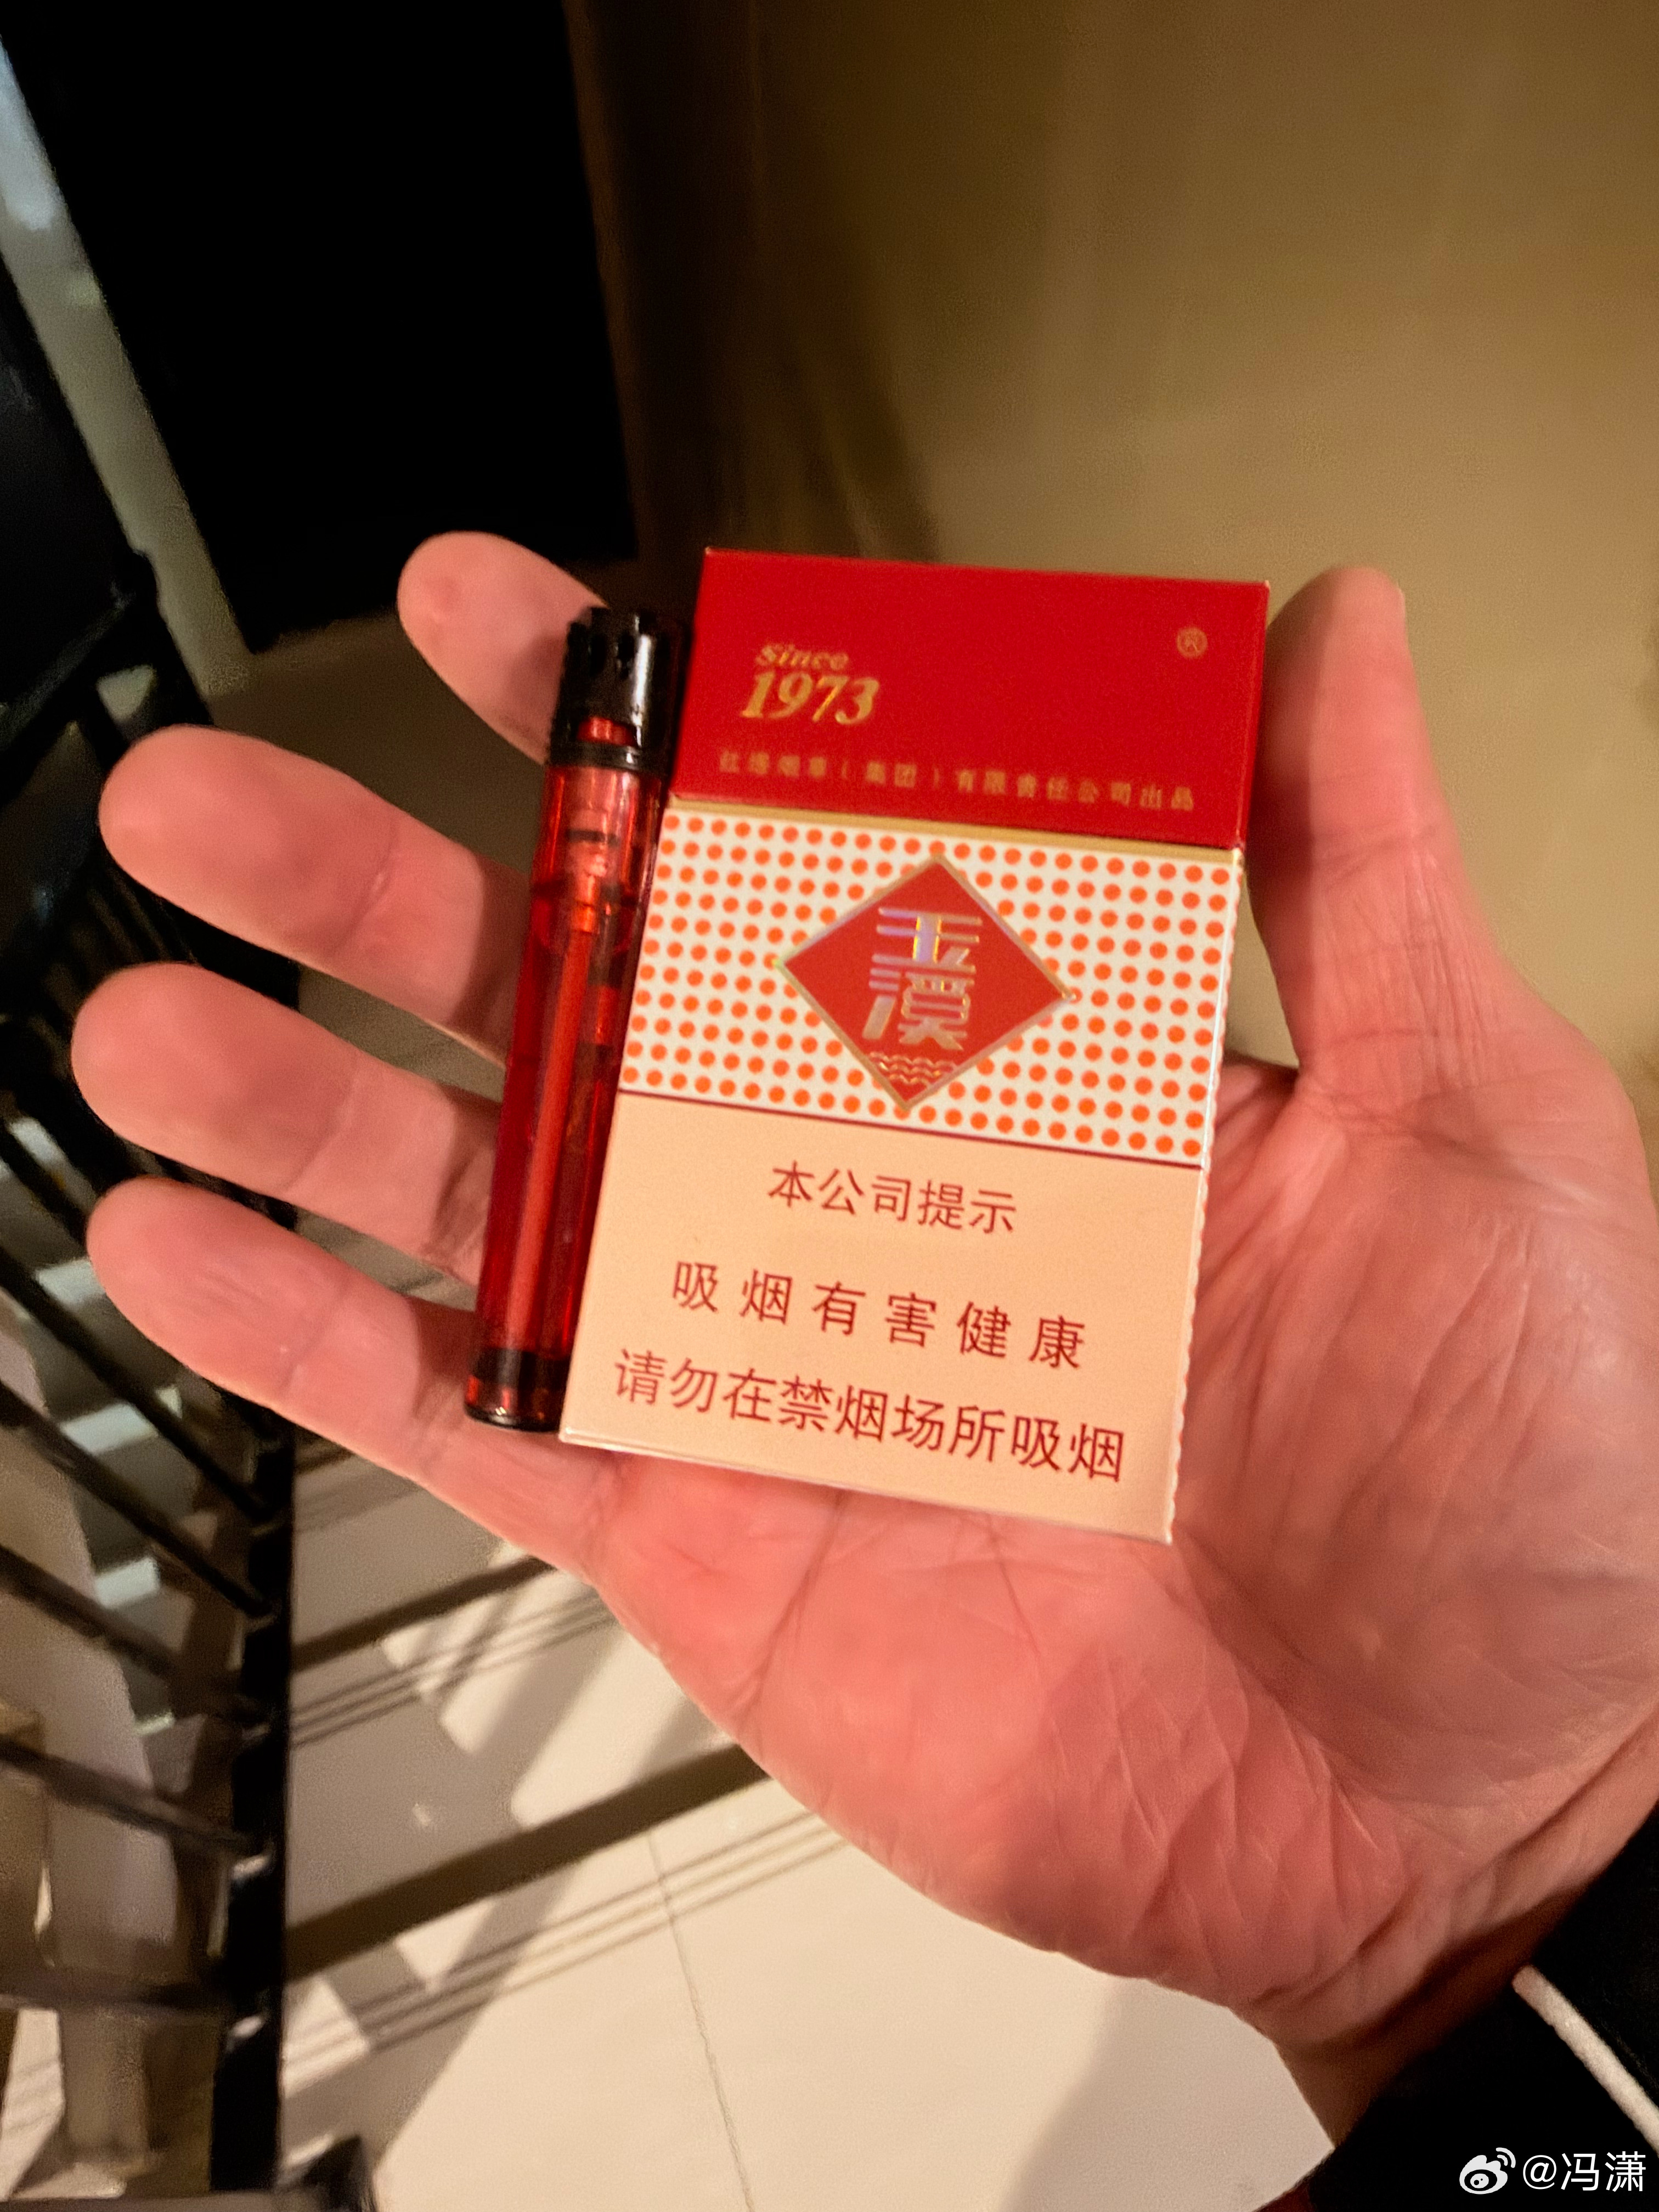 Since
1973
®
红塔烟草（集团）有限责任公司出品
玉
溪
本公司提示
吸烟有害健康
请勿在禁烟场所吸烟
@冯潇